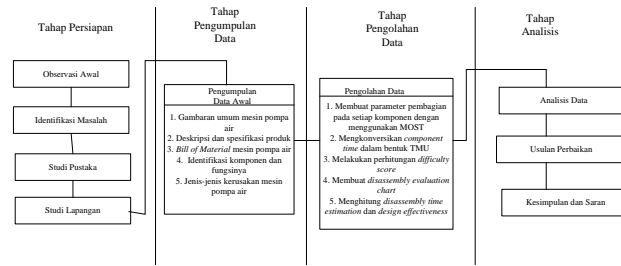 Tahap Persiapan
Observasi Awal
Identifikasi Masalah
Studi Pustaka
Studi Lapangan
Tahap
Pengumpulan
Data
Pengumpulan
Data Awal
1. Gambaran umum mesin pompa
air
2. Deskripsi dan spesifikasi produk
3. Bill of Material mesin pompa air
4. Identifikasi komponen dan
fungsinya
5. Jenis-jenis kerusakan mesin
pompa air
Tahap
Pengolahan
Data
Pengolahan Data
1. Membuat parameter pembagian
pada setiap komponen dengan
menggunakan MOST
2. Mengkonversikan component
time dalam bentuk TMU
3. Melakukan perhitungan difficulty
score
4. Membuat disassembly evaluation
chart
5. Menghitung disassembly time
estimation dan design effectiveness
Tahap
Analisis
Analisis Data
Usulan Perbaikan
Kesimpulan dan Saran